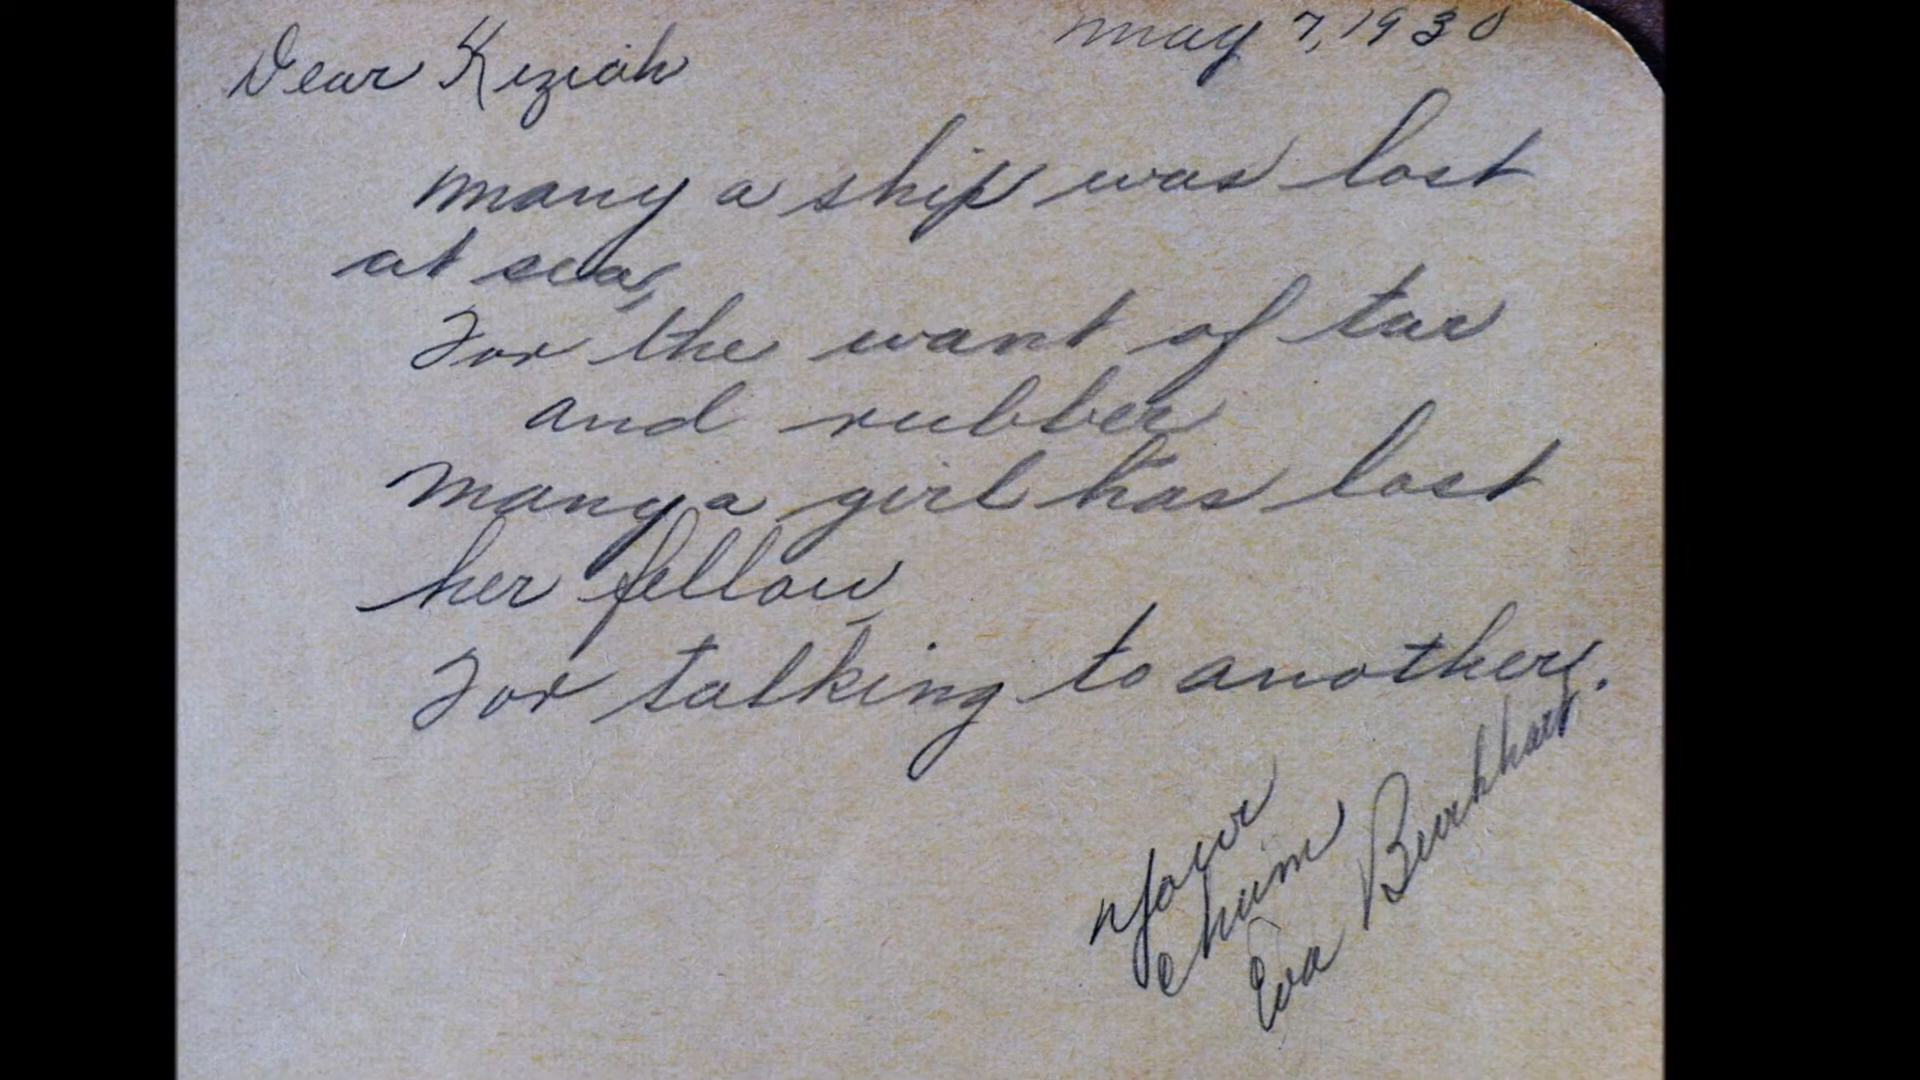 May 7, 1930
Dear Keziah
Many a ship was lost
at sea,
For the want of tar
and rubber
Many a girl has lost
her fellow,
For talking to another.
Your
chum
Eva Burkhart